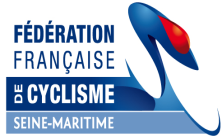 FÉDÉRATION
FRANÇAISE
DE CYCLISME
SEINE-MARITIME